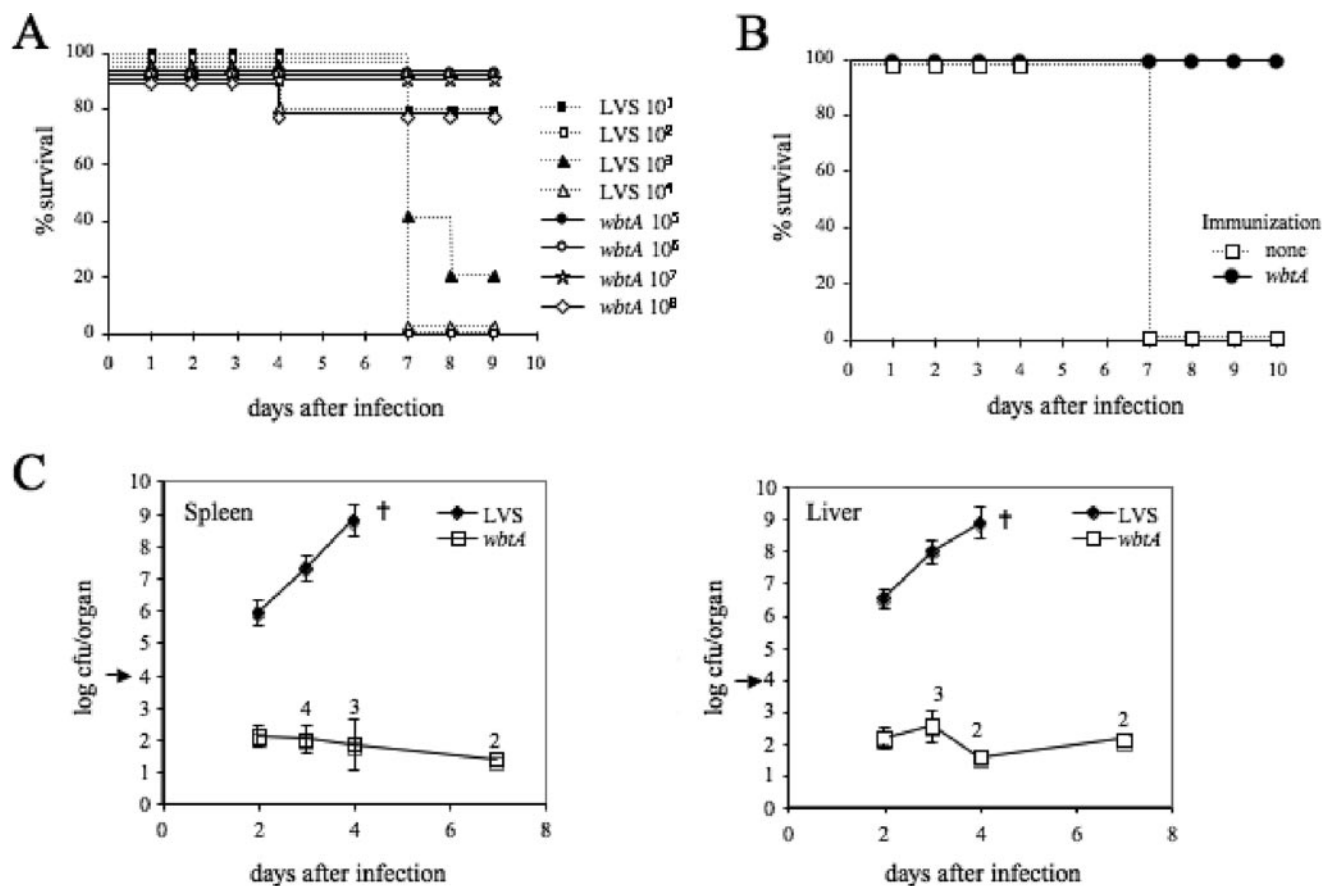 A
% survival
100
80
60
40
20
0
0 1 2 3 4 5 6 7 8 9 10
days after infection
LVS 10¹
LVS 10²
LVS 10³
LVS 10⁴
wbtA 10⁵
wbtA 10⁶
wbtA 10⁷
wbtA 10⁸
B
% survival
100
80
60
40
20
0
0 1 2 3 4 5 6 7 8 9 10
days after infection
Immunization
none
wbtA
C
Spleen
LVS
wbtA
†
log cfu/organ
10
9
8
7
6
5
4
3
2
1
0
4 3 2
0 2 4 6 8
days after infection
Liver
LVS
wbtA
†
log cfu/organ
10
9
8
7
6
5
4
3
2
1
0
3 2 2
0 2 4 6 8
days after infection